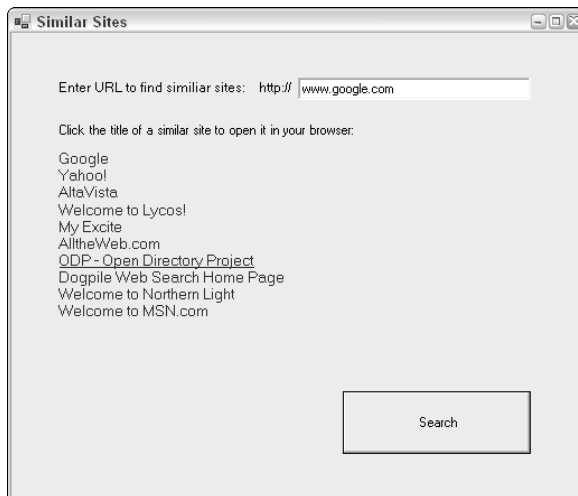 Similar Sites
Enter URL to find similiar sites: http:// www.google.com
Click the title of a similar site to open it in your browser:
Google
Yahoo!
AltaVista
Welcome to Lycos!
My Excite
AlltheWeb.com
ODP - Open Directory Project
Dogpile Web Search Home Page
Welcome to Northern Light
Welcome to MSN.com
Search